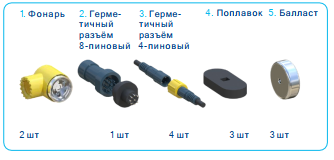 1. Фонарь
2. Герме-
тичный
разъём
8-пиновый
3. Герме-
тичный
разъём
4-пиновый
4. Поплавок
5. Балласт
2 шт
1 шт
4 шт
3 шт
3 шт